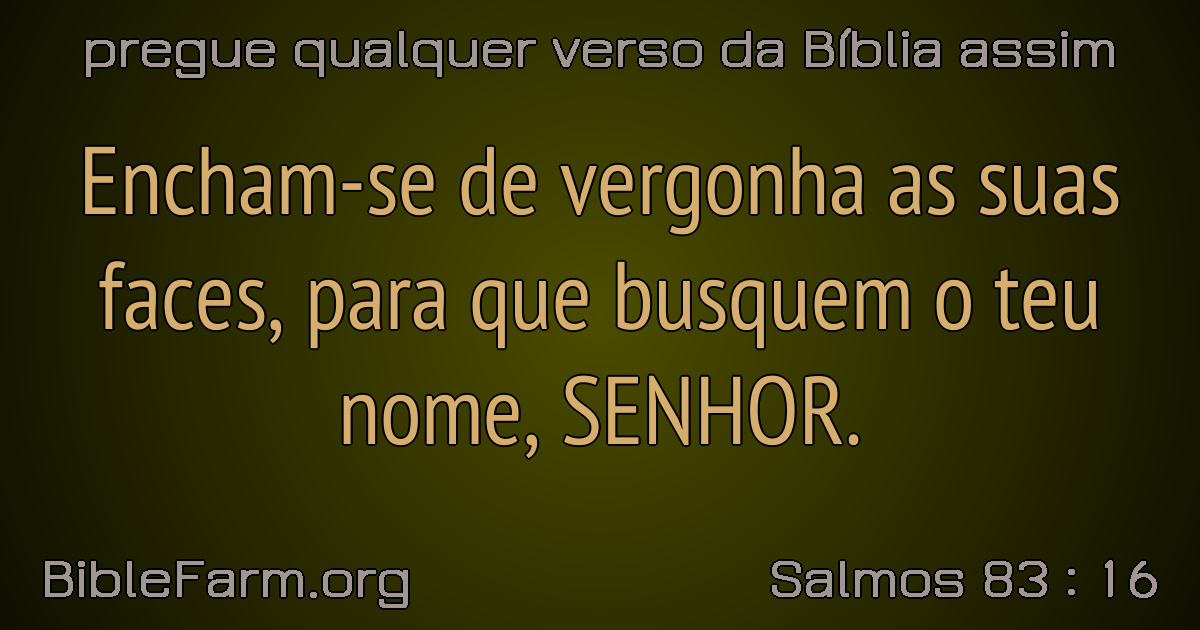 pregue qualquer verso da Bíblia assim
Encham-se de vergonha as suas
faces, para que busquem o teu
nome, SENHOR.
BibleFarm.org
Salmos 83 : 16